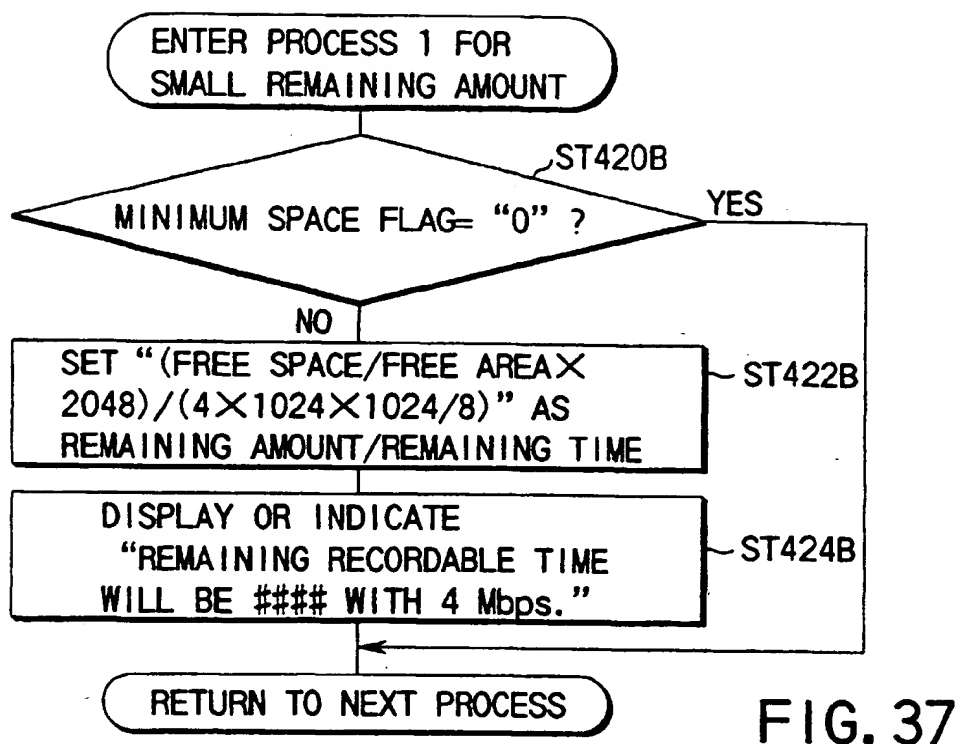 ENTER PROCESS 1 FOR
SMALL REMAINING AMOUNT
ST420B
MINIMUM SPACE FLAG= “0” ?
YES
NO
SET “(FREE SPACE/FREE AREA×
2048)/(4×1024×1024/8)” AS
REMAINING AMOUNT/REMAINING TIME
ST422B
DISPLAY OR INDICATE
“REMAINING RECORDABLE TIME
WILL BE #### WITH 4 Mbps.”
ST424B
RETURN TO NEXT PROCESS
FIG. 37